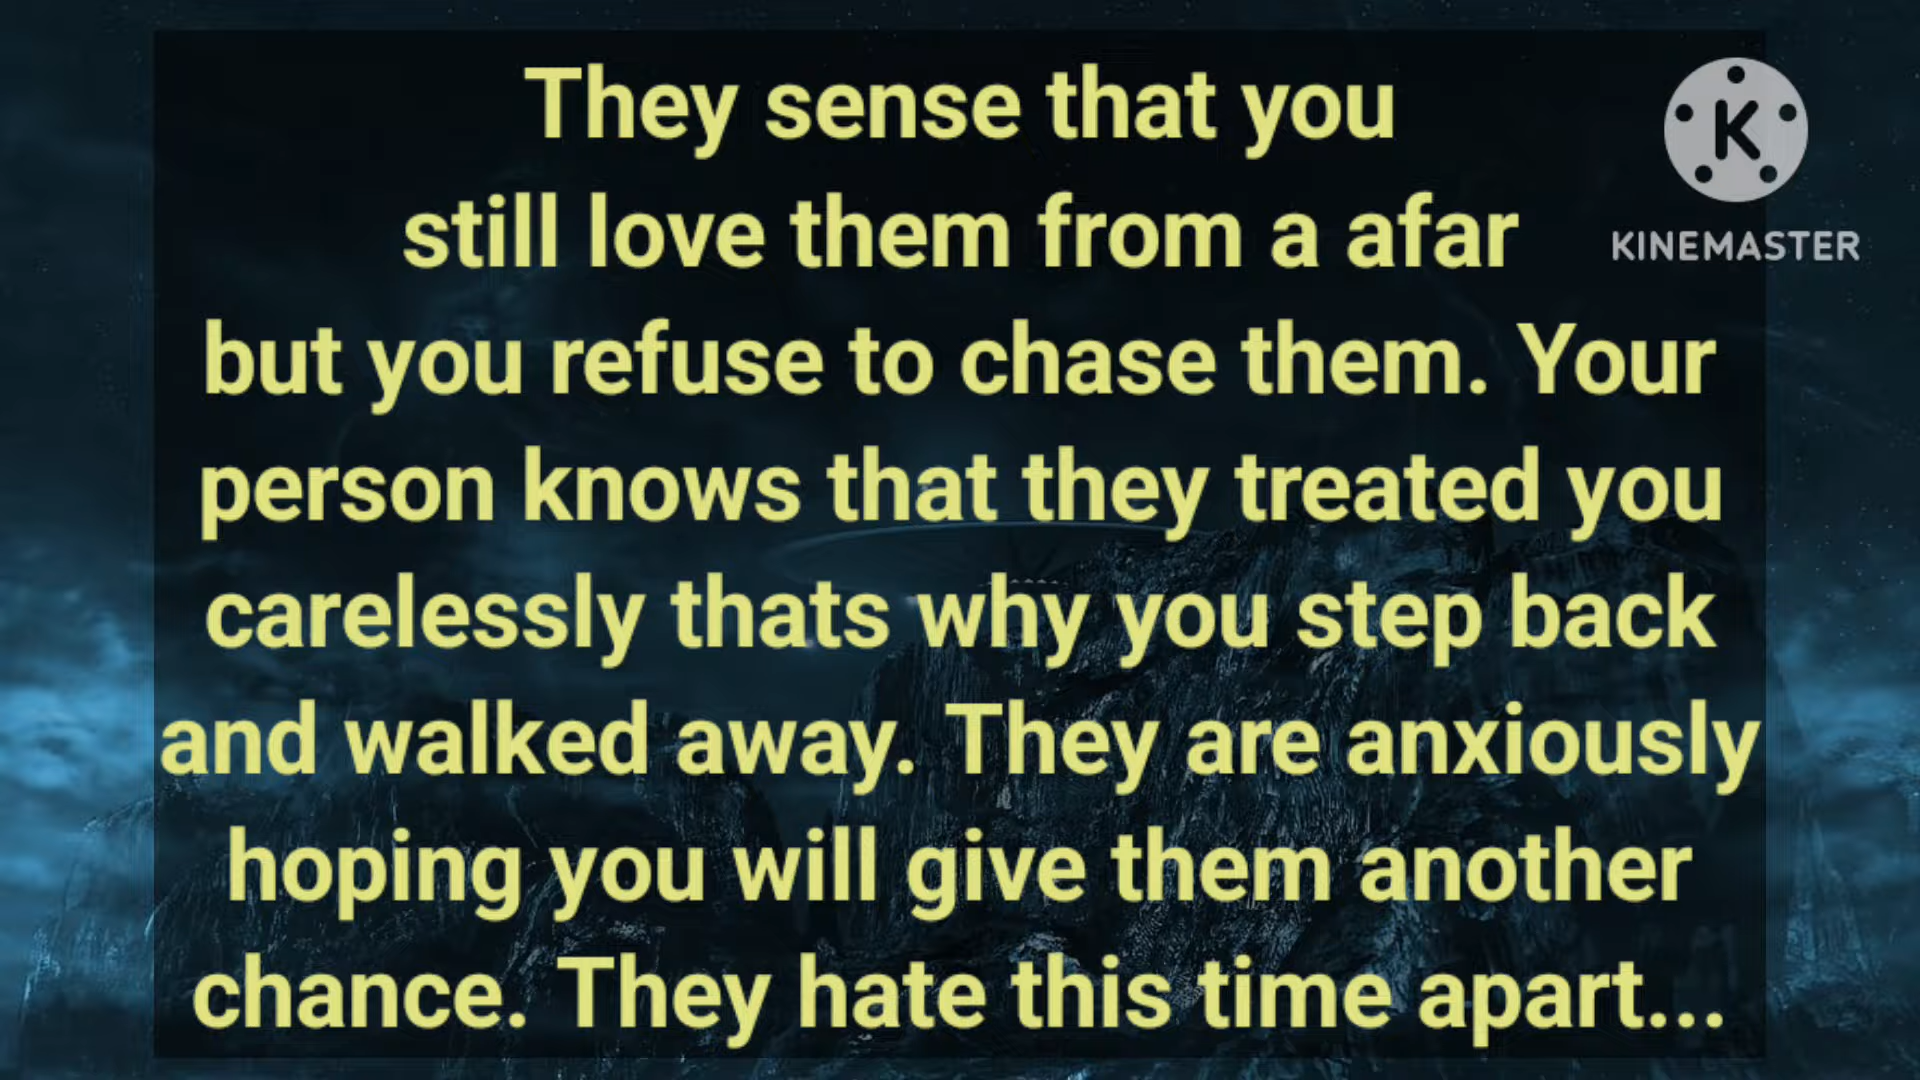 They sense that you
still love them from a afar
but you refuse to chase them. Your
person knows that they treated you
carelessly thats why you step back
and walked away. They are anxiously
hoping you will give them another
chance. They hate this time apart...
K
KINEMASTER